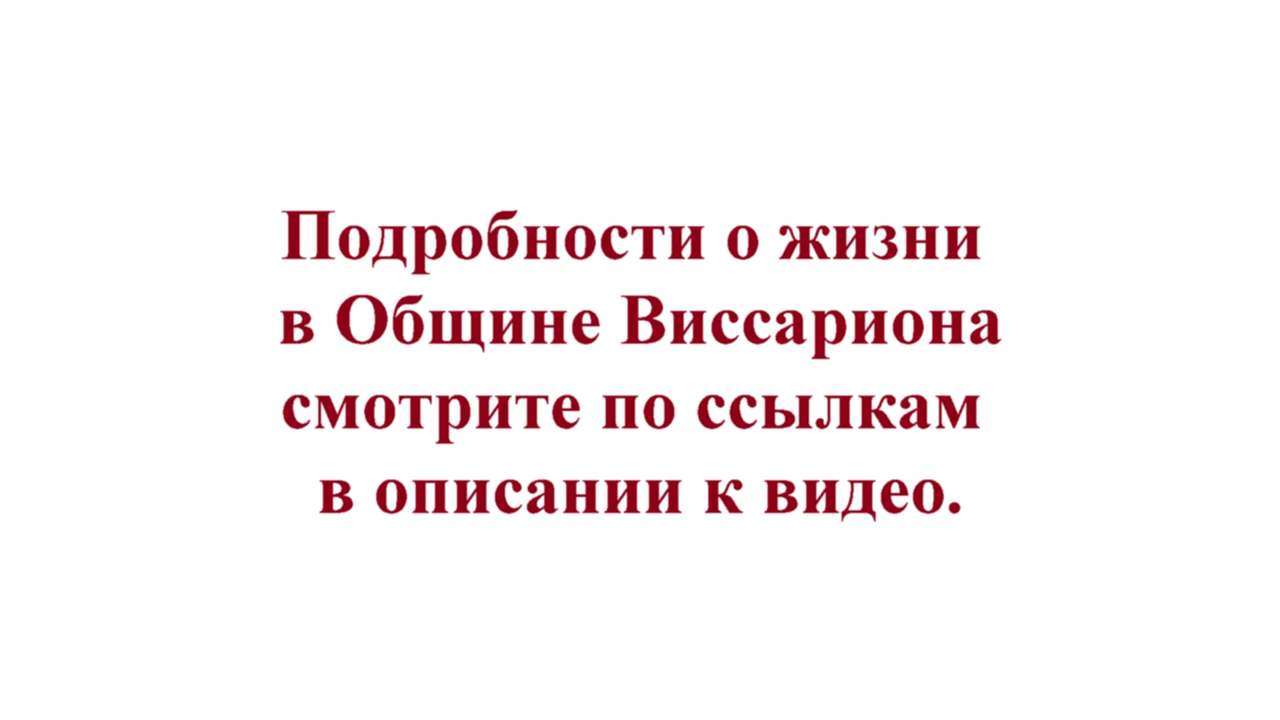 Подробности о жизни
в Общине Виссариона
смотрите по ссылкам
в описании к видео.